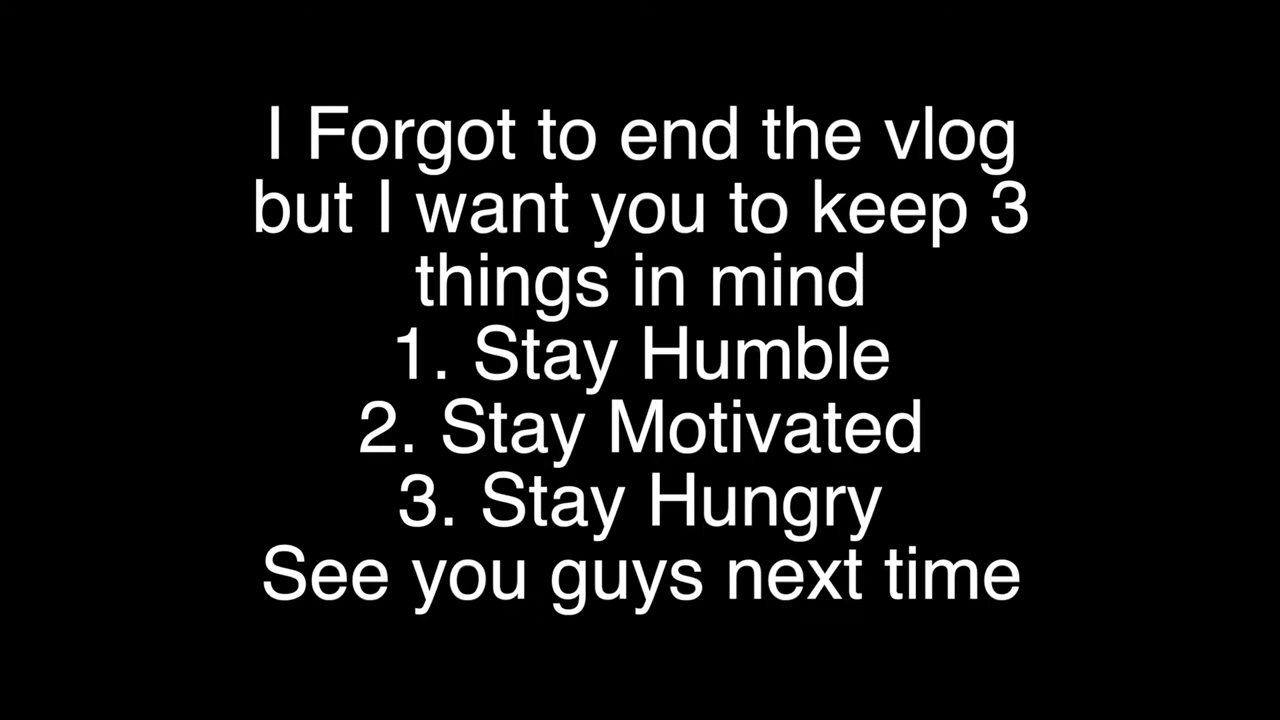 I Forgot to end the vlog
but I want you to keep 3
things in mind
1. Stay Humble
2. Stay Motivated
3. Stay Hungry
See you guys next time